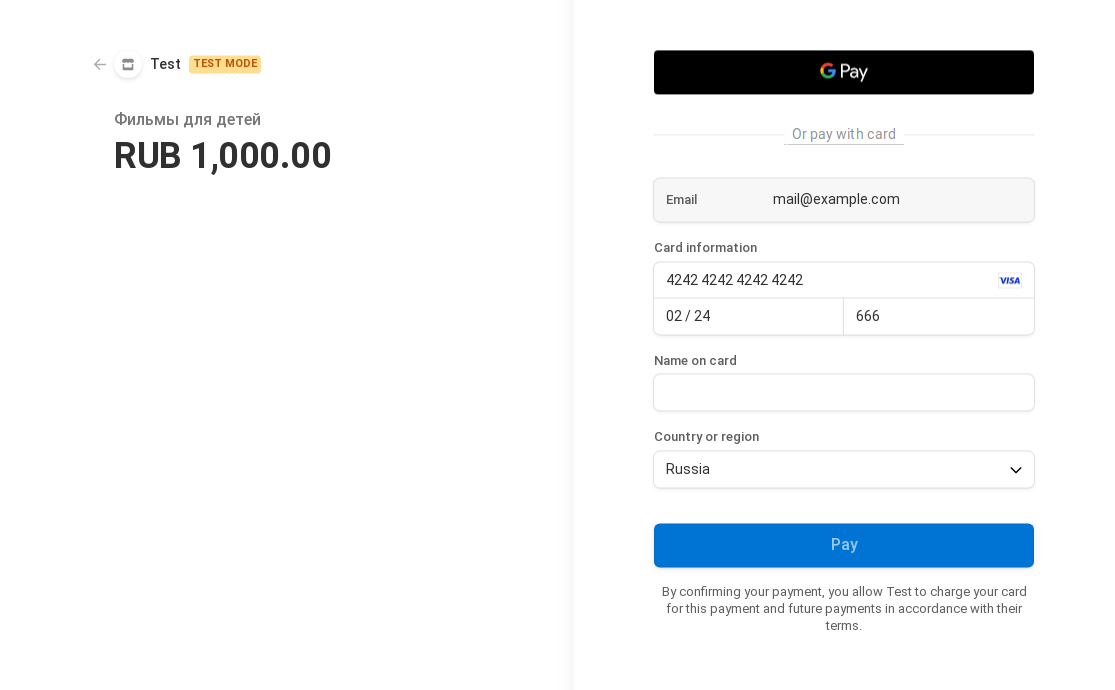 Test TEST MODE
Фильмы для детей
RUB 1,000.00
G Pay
Or pay with card
Email mail@example.com
Card information
4242 4242 4242 4242 VISA
02 / 24 666
Name on card
Country or region
Russia
Pay
By confirming your payment, you allow Test to charge your card
for this payment and future payments in accordance with their
terms.